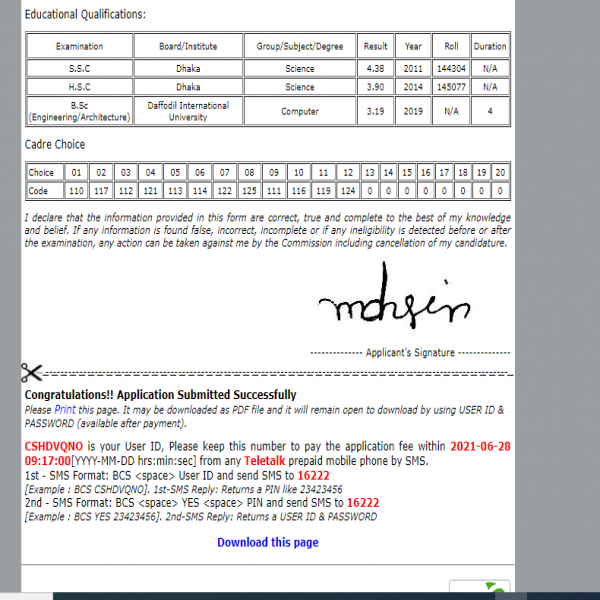 Educational Qualifications:
Examination Board/Institute Group/Subject/Degree Result Year Roll Duration
S.S.C Dhaka Science 4.38 2011 144304 N/A
H.S.C Dhaka Science 3.90 2014 145077 N/A
B.Sc (Engineering/Architecture) Daffodil International University Computer 3.19 2019 N/A 4
Cadre Choice
Choice 01 02 03 04 05 06 07 08 09 10 11 12 13 14 15 16 17 18 19 20
Code 110 117 112 121 113 114 122 125 111 116 119 124 0 0 0 0 0 0 0 0
I declare that the information provided in this form are correct, true and complete to the best of my knowledge
and belief. If any information is found false, incorrect, incomplete or if any ineligibility is detected before or after
the examination, any action can be taken against me by the Commission including cancellation of my candidature.
mohsin
-------------- Applicant's Signature --------------
Congratulations!! Application Submitted Successfully
Please Print this page. It may be downloaded as PDF file and it will remain open to download by using USER ID &
PASSWORD (available after payment).
CSHDVQNO is your User ID, Please keep this number to pay the application fee within 2021-06-28
09:17:00[YYYY-MM-DD hrs:min:sec] from any Teletalk prepaid mobile phone by SMS.
1st - SMS Format: BCS <space> User ID and send SMS to 16222
[Example : BCS CSHDVQNO]. 1st-SMS Reply: Returns a PIN like 23423456
2nd - SMS Format: BCS <space> YES <space> PIN and send SMS to 16222
[Example : BCS YES 23423456]. 2nd-SMS Reply: Returns a USER ID & PASSWORD
Download this page